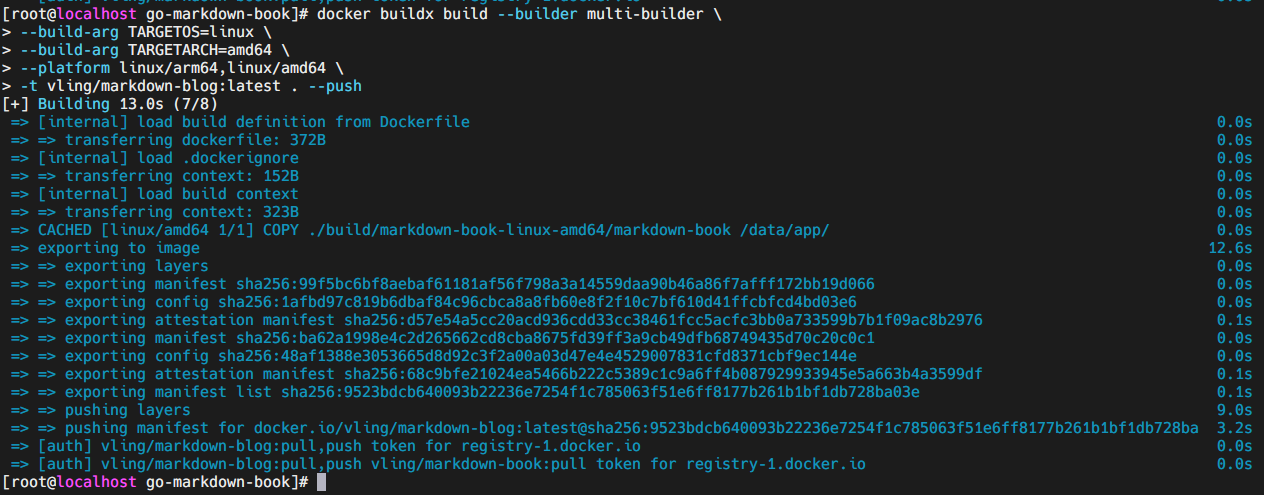 [root@localhost go-markdown-book]# docker buildx build --builder multi-builder \
> --build-arg TARGETOS=linux \
> --build-arg TARGETARCH=amd64 \
> --platform linux/arm64,linux/amd64 \
> -t vling/markdown-blog:latest . --push
[+] Building 13.0s (7/8)
=> [internal] load build definition from Dockerfile 0.0s
=> => transferring dockerfile: 372B 0.0s
=> [internal] load .dockerignore 0.0s
=> => transferring context: 152B 0.0s
=> [internal] load build context 0.0s
=> => transferring context: 323B 0.0s
=> CACHED [linux/amd64 1/1] COPY ./build/markdown-book-linux-amd64/markdown-book /data/app/ 0.0s
=> exporting to image 12.6s
=> => exporting layers 0.0s
=> => exporting manifest sha256:99f5bc6bf8aebaf61181af56f798a3a14559daa90b46a86f7afff172bb19d066 0.0s
=> => exporting config sha256:1afbd97c819b6dbaf84c96cbca8a8fb60e8f2f10c7bf610d41ffcbfcd4bd03e6 0.0s
=> => exporting attestation manifest sha256:d57e54a5cc20acd936cdd33cc38461fcc5acfc3bb0a733599b7b1f09ac8b2976 0.1s
=> => exporting manifest sha256:ba62a1998e4c2d265662cd8cba8675fd39ff3a9cb49dfb68749435d70c20c0c1 0.0s
=> => exporting config sha256:48af1388e3053665d8d92c3f2a00a03d47e4e4529007831cfd8371cbf9ec144e 0.0s
=> => exporting attestation manifest sha256:68c9bfe21024ea5466b222c5389c1c9a6ff4b087929933945e5a663b4a3599df 0.1s
=> => exporting manifest list sha256:9523bdcb640093b22236e7254f1c785063f51e6ff8177b261b1bf1db728ba03e 0.1s
=> => pushing layers 9.0s
=> => pushing manifest for docker.io/vling/markdown-blog:latest@sha256:9523bdcb640093b22236e7254f1c785063f51e6ff8177b261b1bf1db728ba 3.2s
=> [auth] vling/markdown-blog:pull,push token for registry-1.docker.io 0.0s
=> [auth] vling/markdown-blog:pull,push vling/markdown-book:pull token for registry-1.docker.io 0.0s
[root@localhost go-markdown-book]#